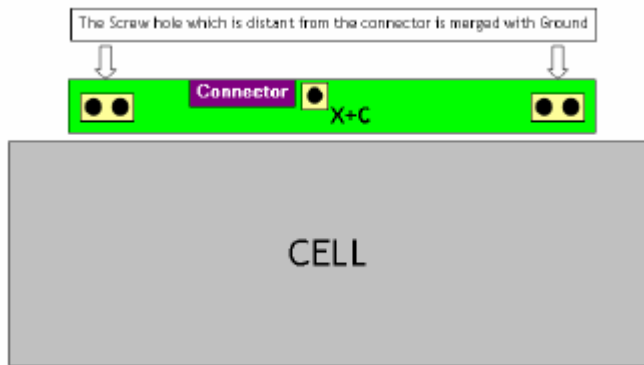 The Screw hole which is distant from the connector is merged with Ground
Connector
X+C
CELL